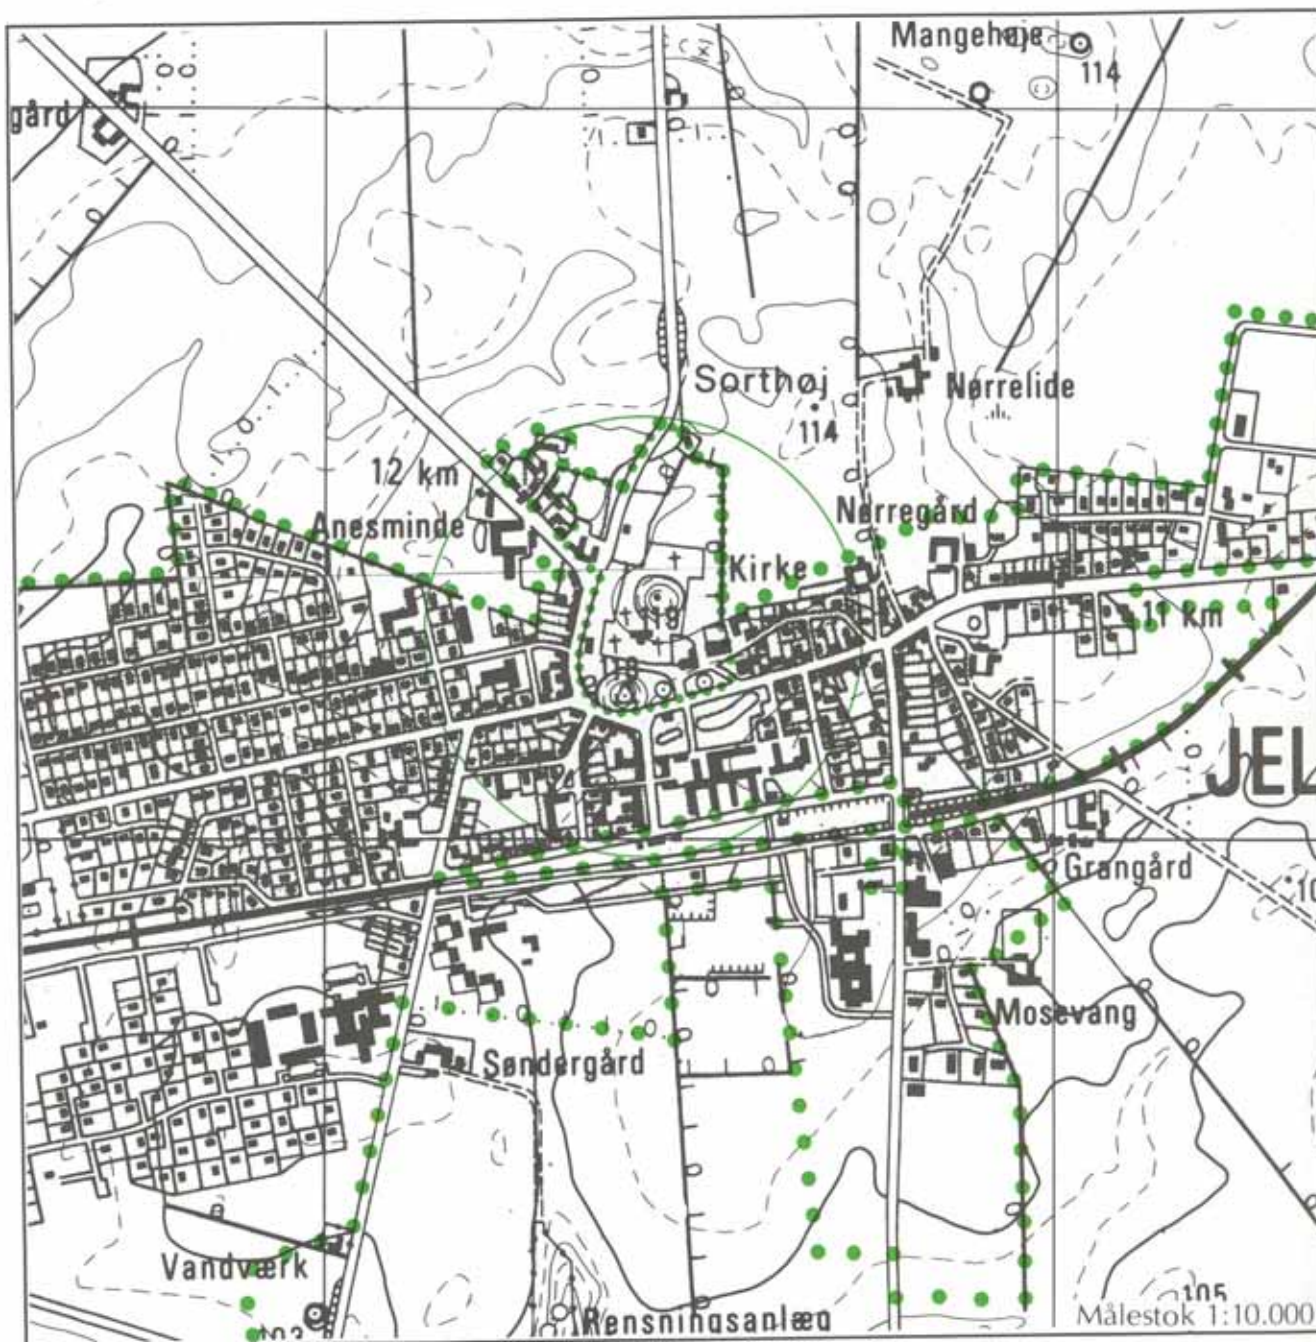 Mangehøje
114
gård
Sorthøj
114
Nørrelide
12 km
Anesminde
Nørregård
Kirke
11 km
JEL
Grangård
Mosevang
Søndergård
Vandværk
Rensningsanlæg
105
103
Målestok 1:10.000